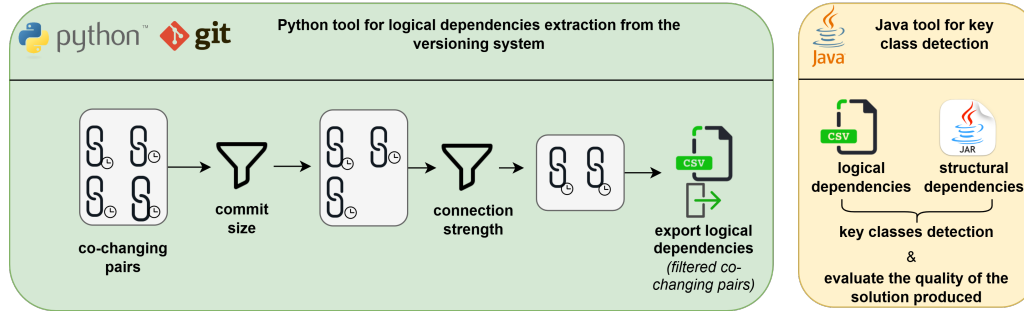 python™
git
Python tool for logical dependencies extraction from the
versioning system
co-changing
pairs
commit
size
connection
strength
CSV
export logical
dependencies
(filtered co-
changing pairs)
Java
Java tool for key
class detection
CSV
JAR
logical
dependencies
structural
dependencies
key classes detection
&
evaluate the quality of the
solution produced